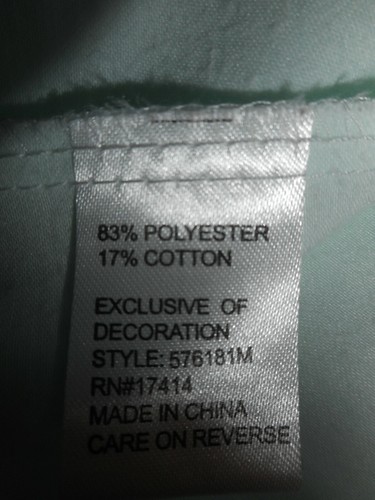 83% POLYESTER
17% COTTON
EXCLUSIVE OF
DECORATION
STYLE: 576181M
RN#17414
MADE IN CHINA
CARE ON REVERSE